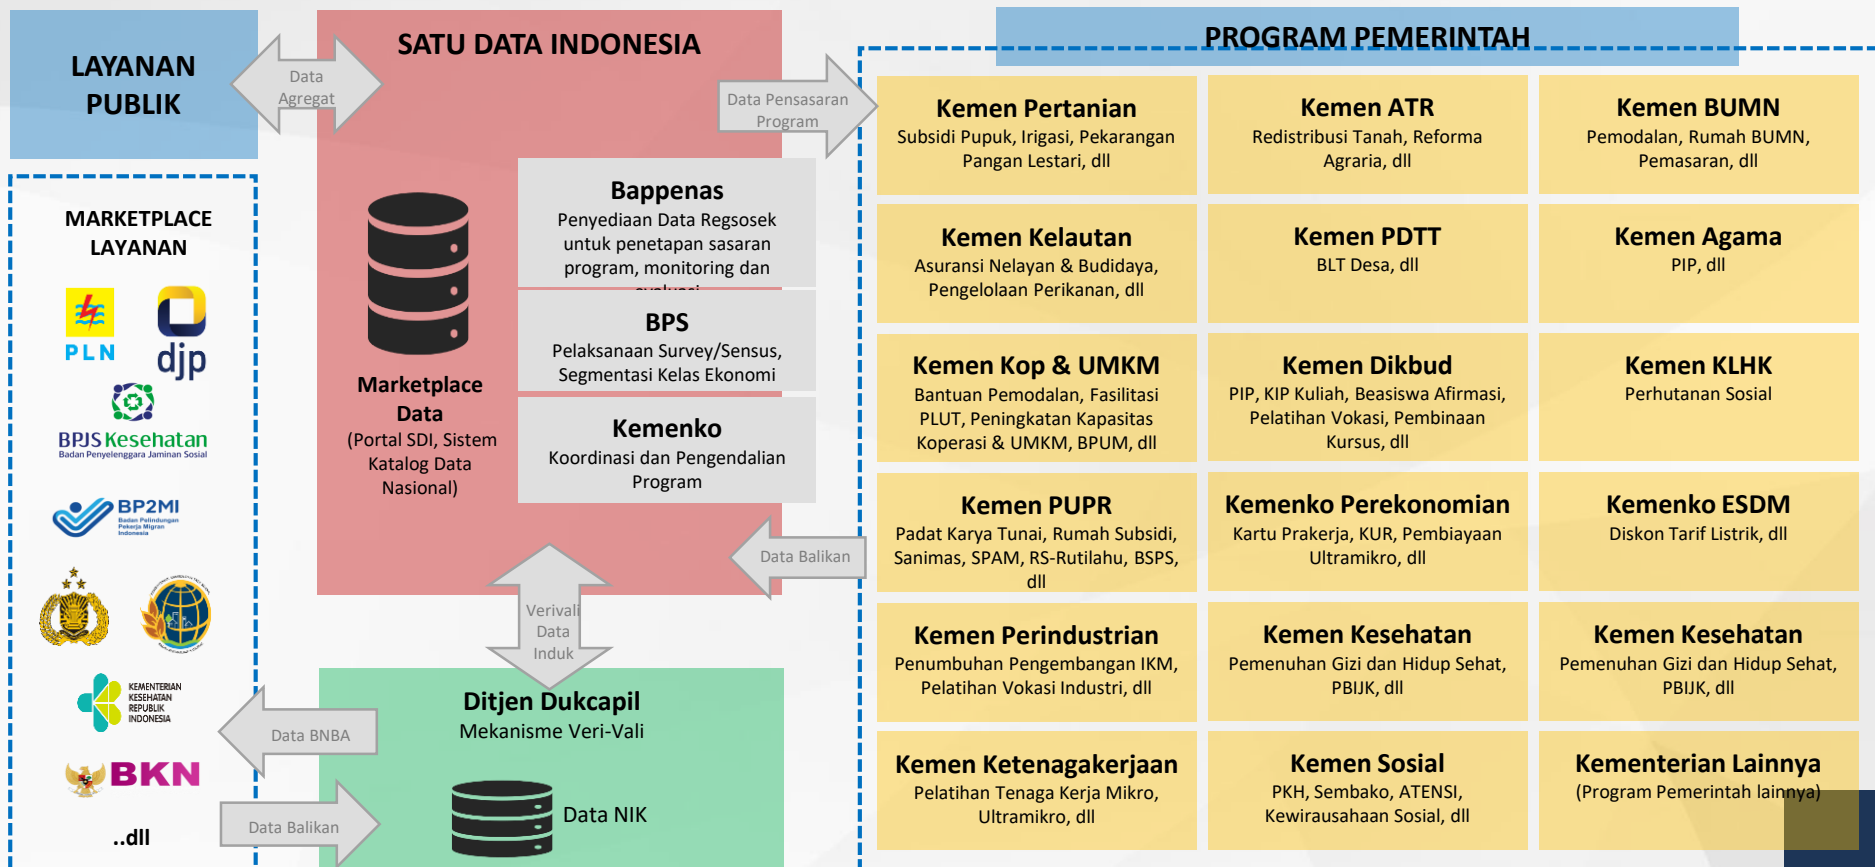 LAYANAN
PUBLIK
Data
Agregat
SATU DATA INDONESIA
Data Pensasaran
Program
PROGRAM PEMERINTAH
MARKETPLACE
LAYANAN
PLN
djp
BPJS Kesehatan
Badan Penyelenggara Jaminan Sosial
BP2MI
Badan Pelindungan
Pekerja Migran
Indonesia
KEMENTERIAN
KESEHATAN
REPUBLIK
INDONESIA
BKN
..dll
Marketplace
Data
(Portal SDI, Sistem
Katalog Data
Nasional)
Bappenas
Penyediaan Data Regsosek
untuk penetapan sasaran
program, monitoring dan
evaluasi
BPS
Pelaksanaan Survey/Sensus,
Segmentasi Kelas Ekonomi
Kemenko
Koordinasi dan Pengendalian
Program
Data Balikan
Verivali
Data
Induk
Ditjen Dukcapil
Mekanisme Veri-Vali
Data NIK
Data BNBA
Data Balikan
Kemen Pertanian
Subsidi Pupuk, Irigasi, Pekarangan
Pangan Lestari, dll
Kemen ATR
Redistribusi Tanah, Reforma
Agraria, dll
Kemen BUMN
Pemodalan, Rumah BUMN,
Pemasaran, dll
Kemen Kelautan
Asuransi Nelayan & Budidaya,
Pengelolaan Perikanan, dll
Kemen PDTT
BLT Desa, dll
Kemen Agama
PIP, dll
Kemen Kop & UMKM
Bantuan Pemodalan, Fasilitasi
PLUT, Peningkatan Kapasitas
Koperasi & UMKM, BPUM, dll
Kemen Dikbud
PIP, KIP Kuliah, Beasiswa Afirmasi,
Pelatihan Vokasi, Pembinaan
Kursus, dll
Kemen KLHK
Perhutanan Sosial
Kemen PUPR
Padat Karya Tunai, Rumah Subsidi,
Sanimas, SPAM, RS-Rutilahu, BSPS,
dll
Kemenko Perekonomian
Kartu Prakerja, KUR, Pembiayaan
Ultramikro, dll
Kemenko ESDM
Diskon Tarif Listrik, dll
Kemen Perindustrian
Penumbuhan Pengembangan IKM,
Pelatihan Vokasi Industri, dll
Kemen Kesehatan
Pemenuhan Gizi dan Hidup Sehat,
PBIJK, dll
Kemen Kesehatan
Pemenuhan Gizi dan Hidup Sehat,
PBIJK, dll
Kemen Ketenagakerjaan
Pelatihan Tenaga Kerja Mikro,
Ultramikro, dll
Kemen Sosial
PKH, Sembako, ATENSI,
Kewirausahaan Sosial, dll
Kementerian Lainnya
(Program Pemerintah lainnya)